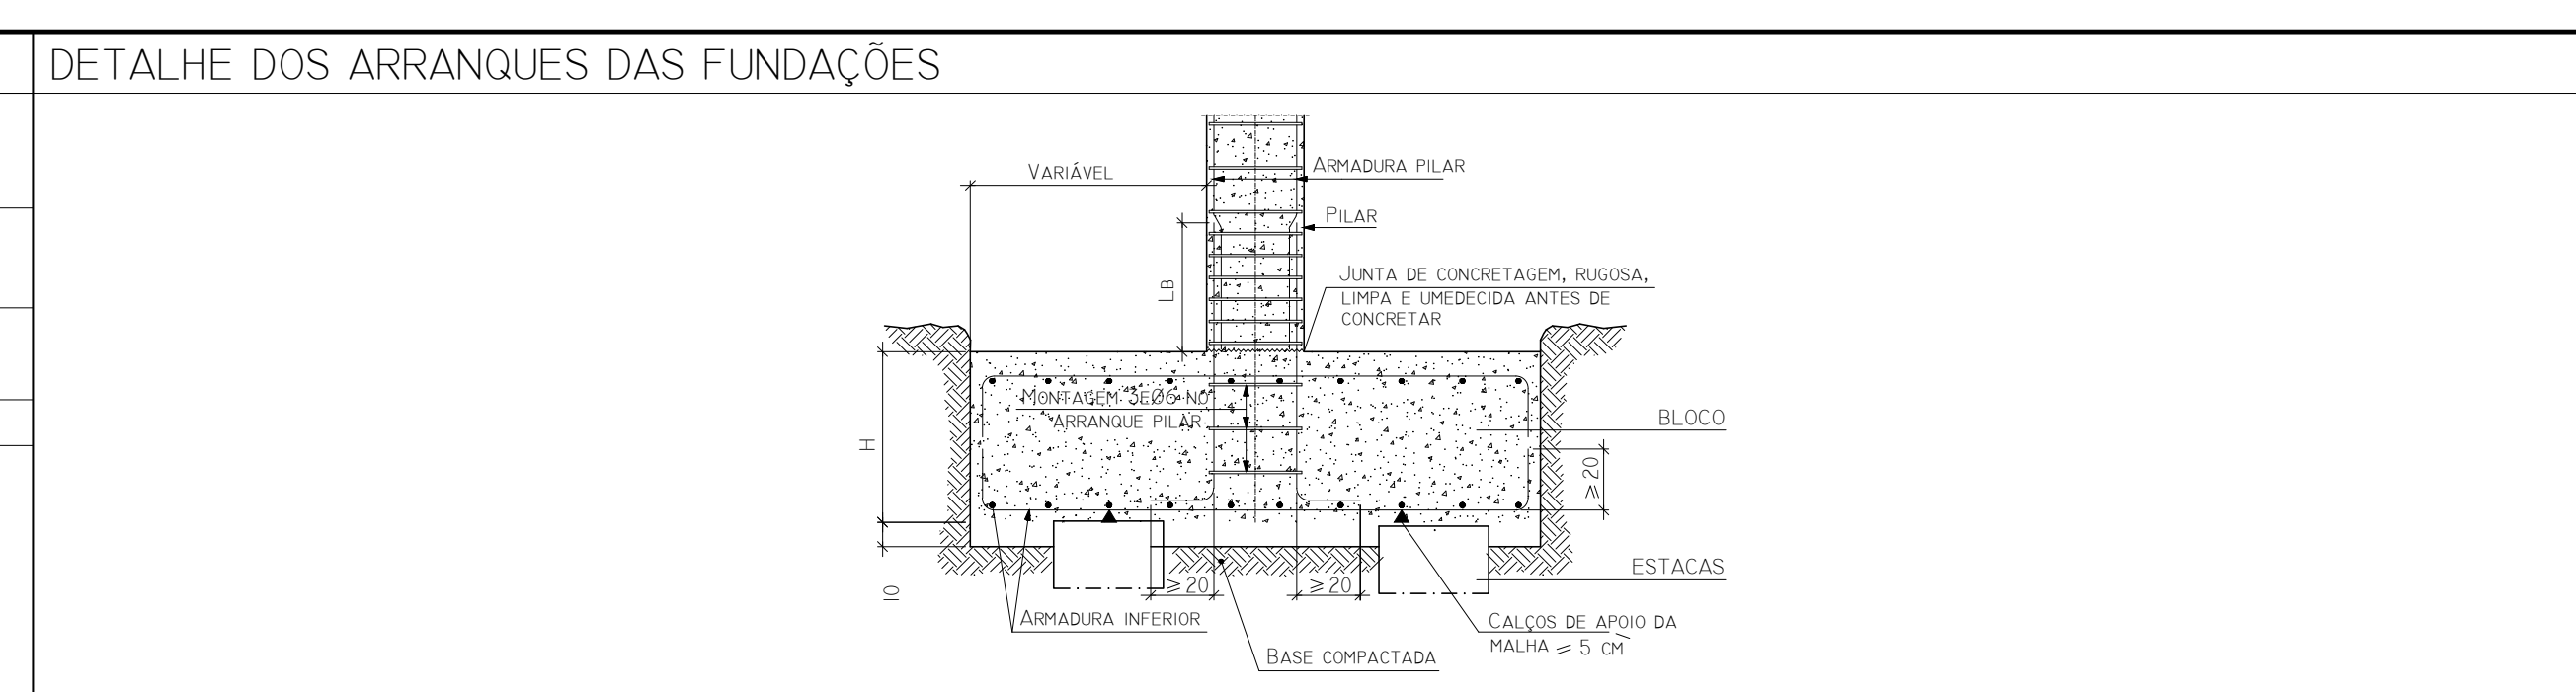 DETALHE DOS ARRANQUES DAS FUNDAÇÕES
VARIÁVEL
ARMADURA PILAR
PILAR
LB
JUNTA DE CONCRETAGEM, RUGOSA,
LIMPA E UMEDECIDA ANTES DE
CONCRETAR
MONTAGEM 3EØ6 NO
ARRANQUE PILAR
H
BLOCO
≥20
10
≥20
≥20
ESTACAS
ARMADURA INFERIOR
CALÇOS DE APOIO DA
MALHA = 5 CM
BASE COMPACTADA